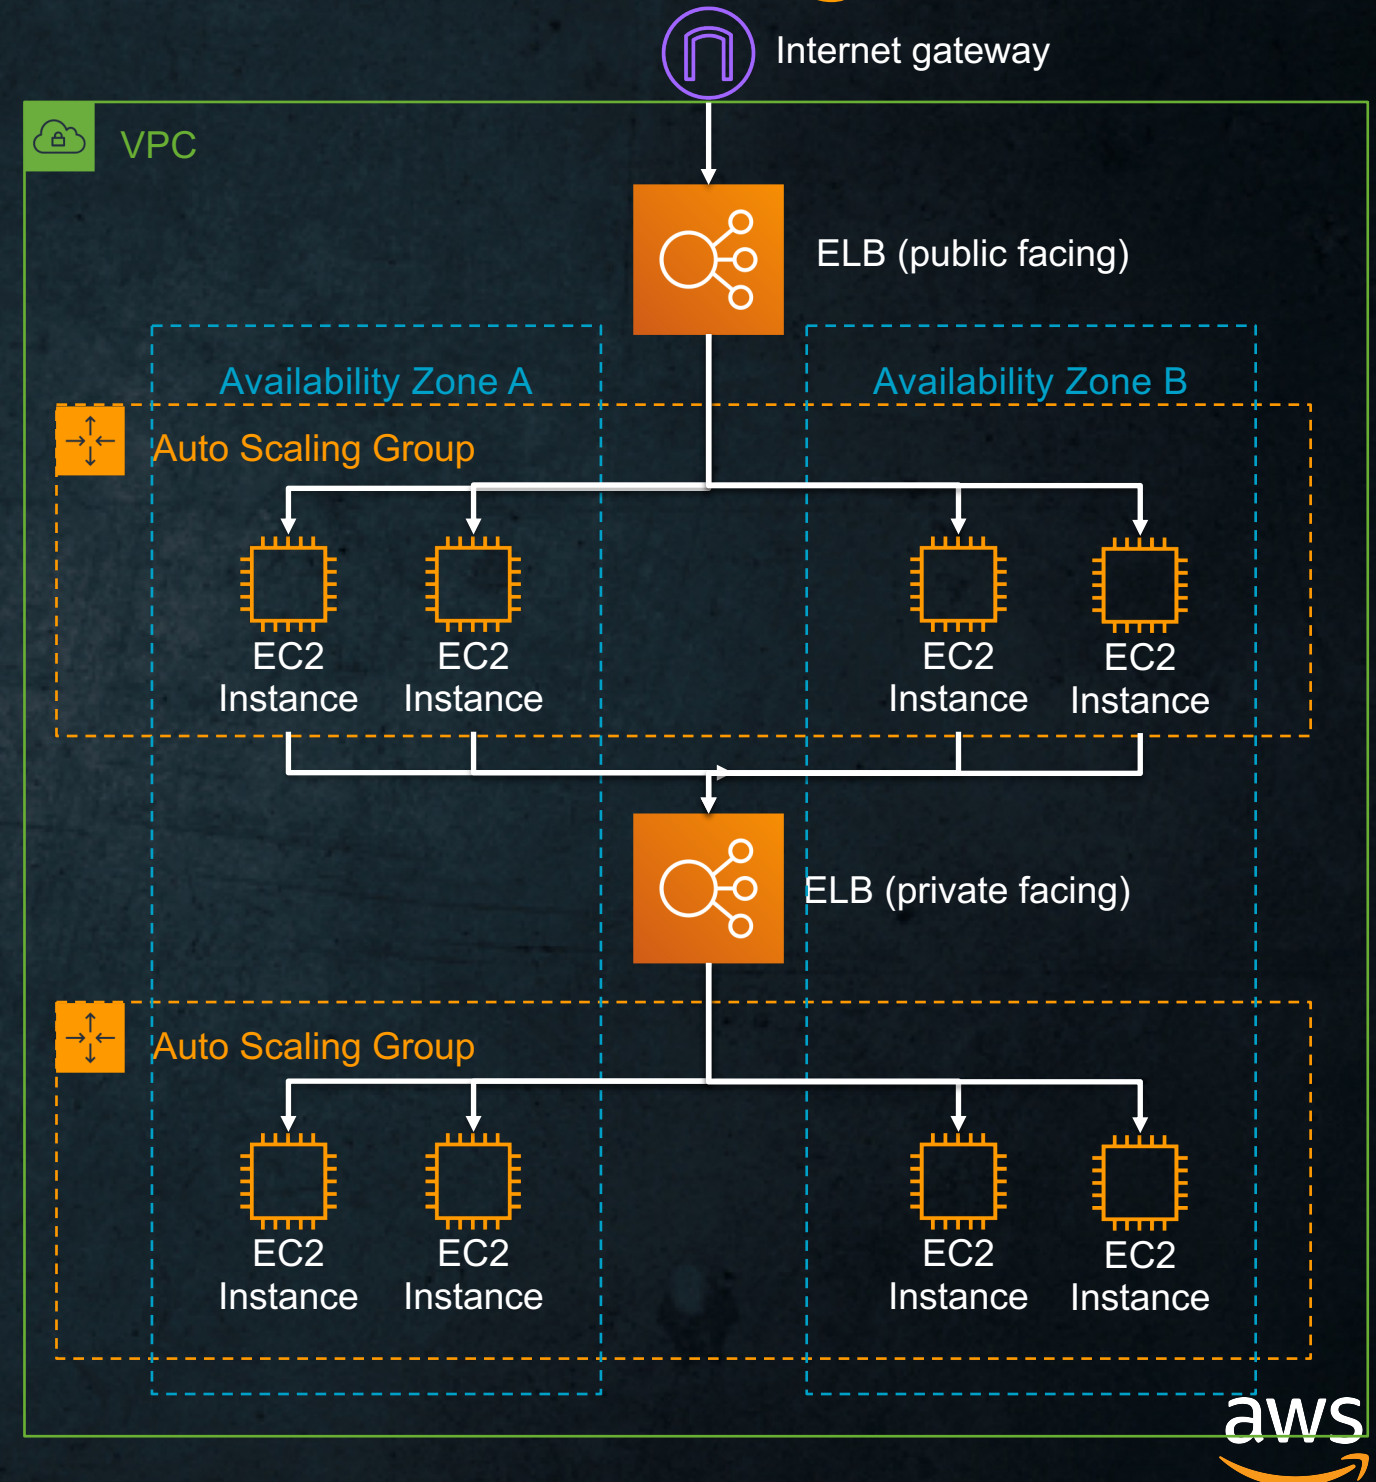 Internet gateway
VPC
ELB (public facing)
Availability Zone A
Availability Zone B
Auto Scaling Group
EC2
Instance
EC2
Instance
EC2
Instance
EC2
Instance
ELB (private facing)
Auto Scaling Group
EC2
Instance
EC2
Instance
EC2
Instance
EC2
Instance
aws